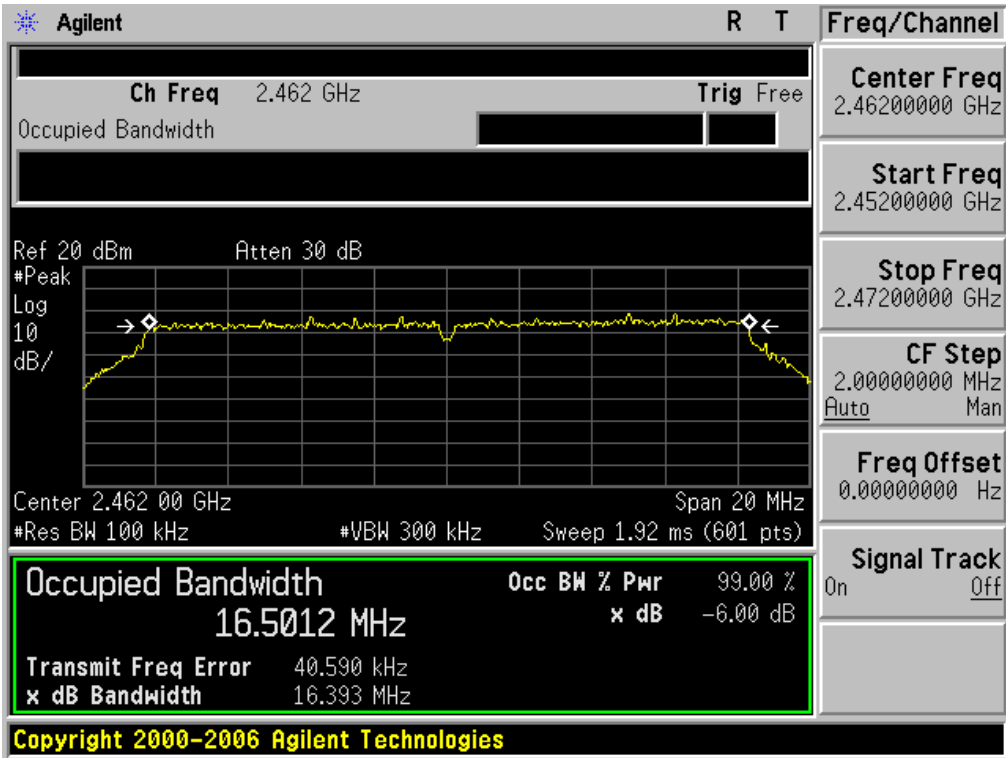 Agilent R T Freq/Channel
Ch Freq 2.462 GHz Trig Free
Occupied Bandwidth
Center Freq
2.46200000 GHz
Start Freq
2.45200000 GHz
Stop Freq
2.47200000 GHz
CF Step
2.00000000 MHz
Auto Man
Freq Offset
0.00000000 Hz
Signal Track
On Off
Ref 20 dBm Atten 30 dB
#Peak
Log
10
dB/
Center 2.462 00 GHz Span 20 MHz
#Res BW 100 kHz #VBW 300 kHz Sweep 1.92 ms (601 pts)
Occupied Bandwidth Occ BW % Pwr 99.00 %
16.5012 MHz x dB -6.00 dB
Transmit Freq Error 40.590 kHz
x dB Bandwidth 16.393 MHz
Copyright 2000-2006 Agilent Technologies